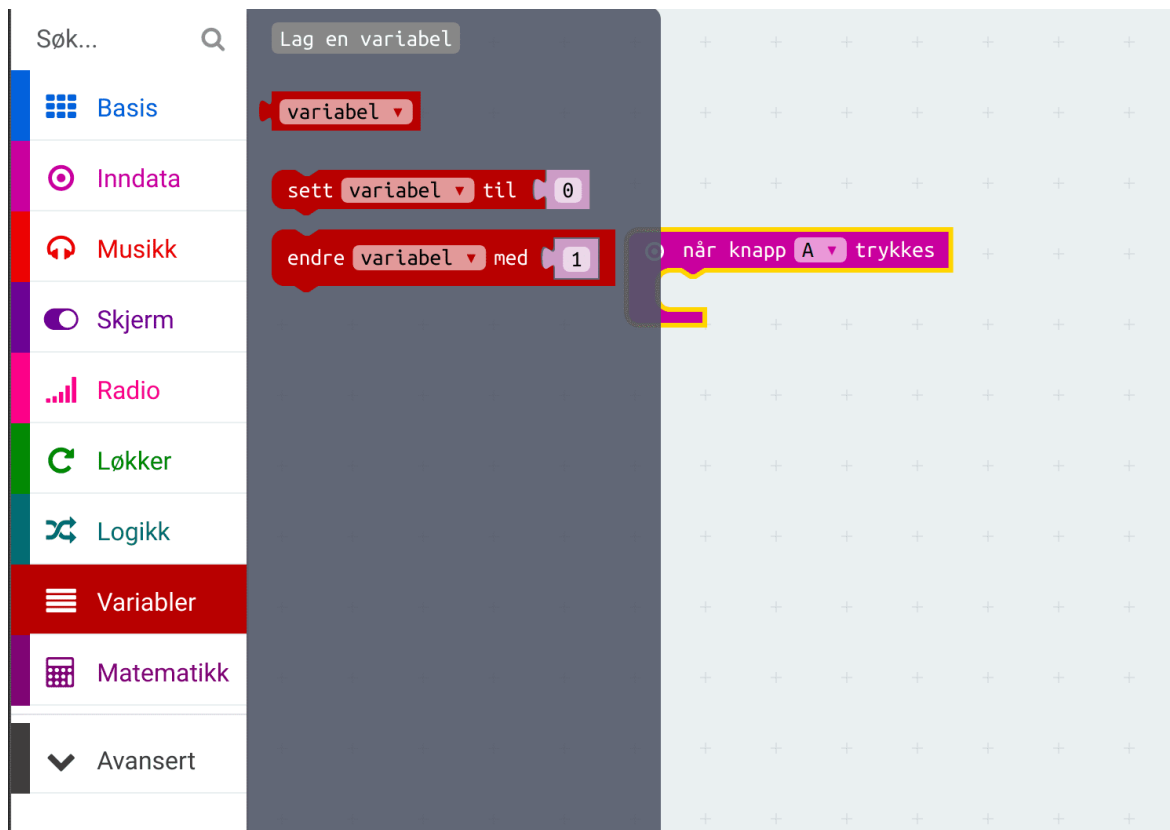 Søk...
Basis
Inndata
Musikk
Skjerm
Radio
Løkker
Logikk
Variabler
Matematikk
Avansert
Lag en variabel
variabel
sett variabel til 0
endre variabel med 1
når knapp A trykkes